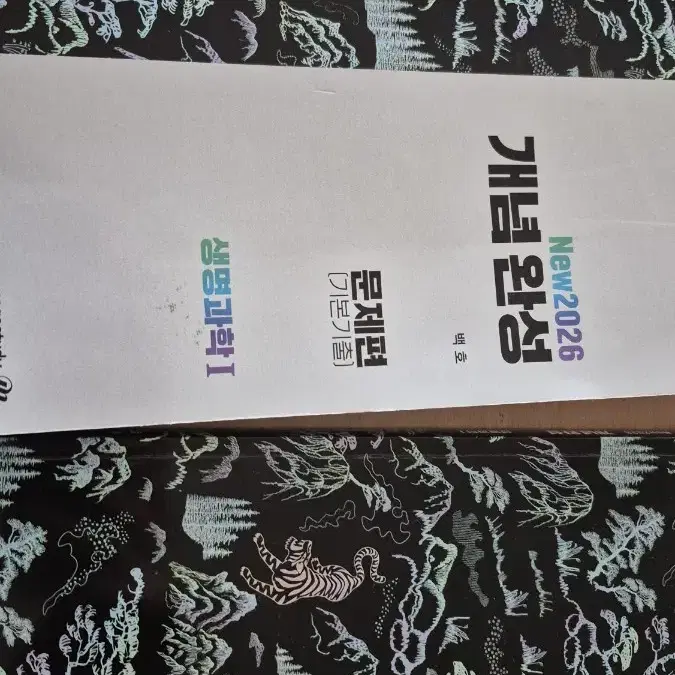 New2026
개념 완성
백호
문제편
[기본기출]
생명과학 I